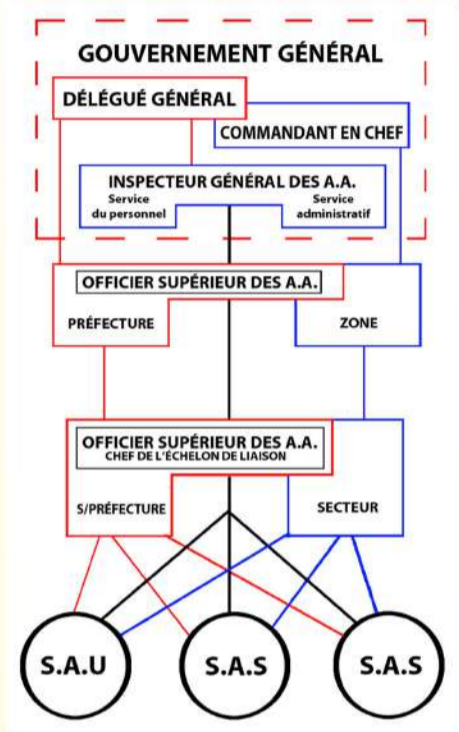 GOUVERNEMENT GÉNÉRAL
DÉLÉGUÉ GÉNÉRAL
COMMANDANT EN CHEF
INSPECTEUR GÉNÉRAL DES A.A.
Service
du personnel
Service
administratif
OFFICIER SUPÉRIEUR DES A.A.
PRÉFECTURE
ZONE
OFFICIER SUPÉRIEUR DES A.A.
CHEF DE L'ÉCHELON DE LIAISON
S/PRÉFECTURE
SECTEUR
S.A.U
S.A.S
S.A.S